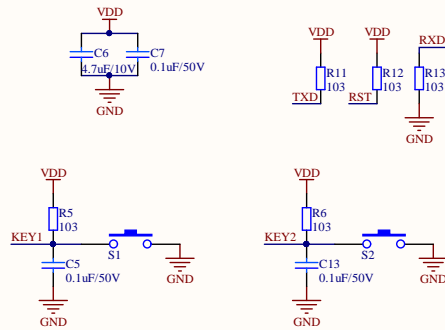 VDD
C6
4.7uF/10V
C7
0.1uF/50V
GND
VDD
R11
103
TXD
VDD
R12
103
RST
RXD
R13
103
GND
VDD
R5
103
KEY1
S1
C5
0.1uF/50V
GND
GND
VDD
R6
103
KEY2
S2
C13
0.1uF/50V
GND
GND